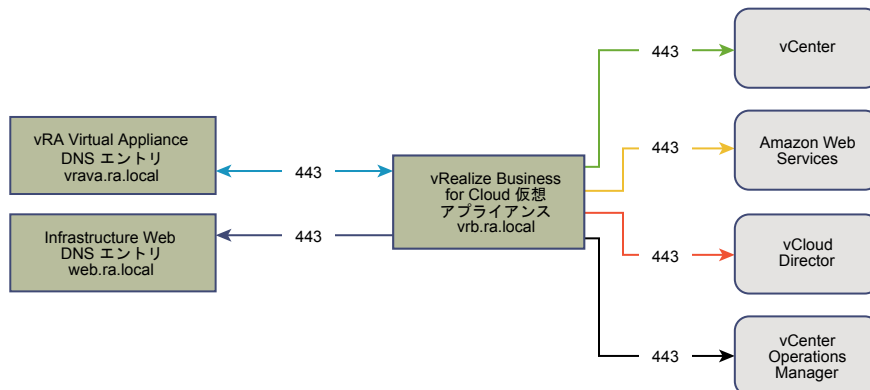 vRA Virtual Appliance
DNS エントリ
vrava.ra.local
443
Infrastructure Web
DNS エントリ
web.ra.local
443
vRealize Business
for Cloud 仮想
アプライアンス
vrb.ra.local
443
vCenter
443
Amazon Web
Services
443
vCloud
Director
443
vCenter
Operations
Manager